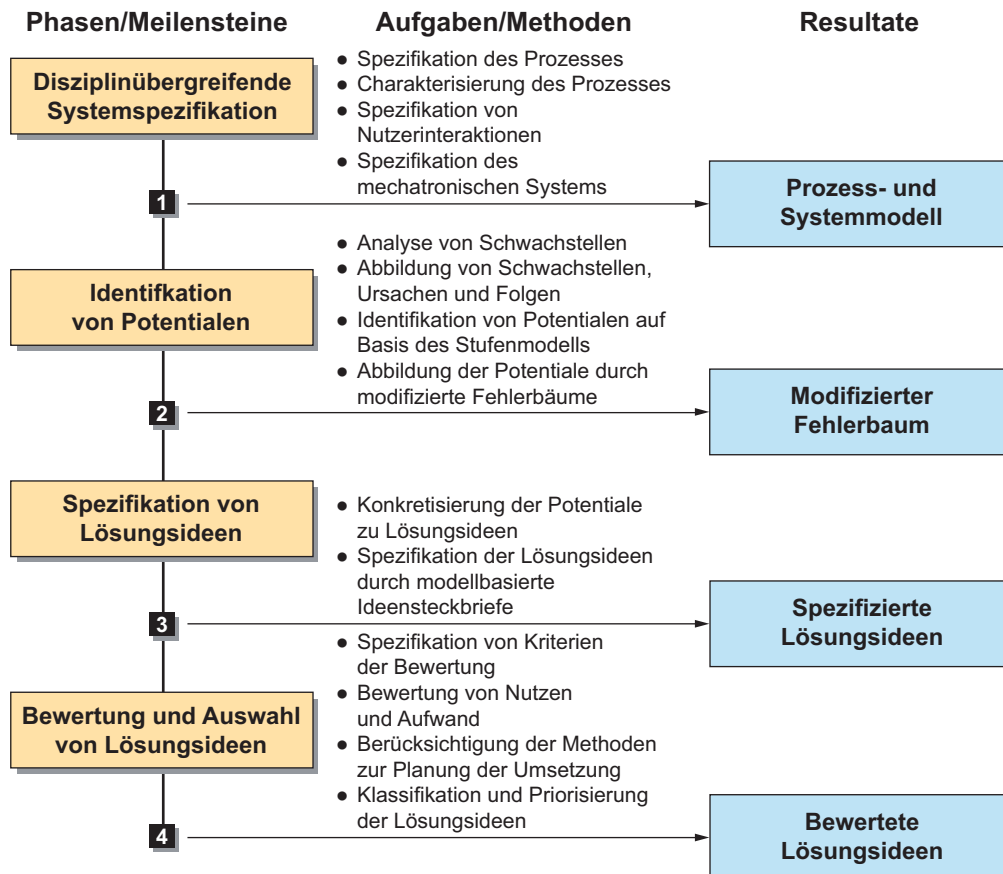 Phasen/Meilensteine
Aufgaben/Methoden
Resultate
Disziplinübergreifende
Systemspezifikation
● Spezifikation des Prozesses
● Charakterisierung des Prozesses
● Spezifikation von
Nutzerinteraktionen
● Spezifikation des
mechatronischen Systems
1
Prozess- und
Systemmodell
Identifkation
von Potentialen
● Analyse von Schwachstellen
● Abbildung von Schwachstellen,
Ursachen und Folgen
● Identifikation von Potentialen auf
Basis des Stufenmodells
● Abbildung der Potentiale durch
modifizierte Fehlerbäume
2
Modifizierter
Fehlerbaum
Spezifikation von
Lösungsideen
● Konkretisierung der Potentiale
zu Lösungsideen
● Spezifikation der Lösungsideen
durch modellbasierte
Ideensteckbriefe
3
Spezifizierte
Lösungsideen
Bewertung und Auswahl
von Lösungsideen
● Spezifikation von Kriterien
der Bewertung
● Bewertung von Nutzen
und Aufwand
● Berücksichtigung der Methoden
zur Planung der Umsetzung
● Klassifikation und Priorisierung
der Lösungsideen
4
Bewertete
Lösungsideen